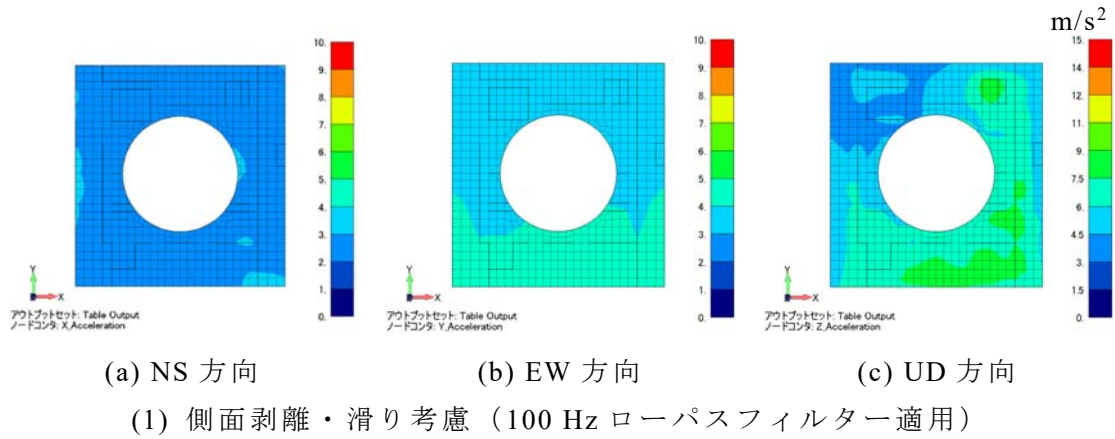 m/s²
10.
9.
8.
7.
6.
5.
4.
3.
2.
1.
0.
Y
X
アウトプットセット: Table Output
ノードコンタ: X_Acceleration
10.
9.
8.
7.
6.
5.
4.
3.
2.
1.
0.
Y
X
アウトプットセット: Table Output
ノードコンタ: Y_Acceleration
15.
14.
12.
11.
9.
7.5
6.
4.5
3.
1.5
0.
Y
X
アウトプットセット: Table Output
ノードコンタ: Z_Acceleration
(a) NS 方向
(b) EW 方向
(c) UD 方向
(1) 側面剥離・滑り考慮（100 Hz ローパスフィルター適用）